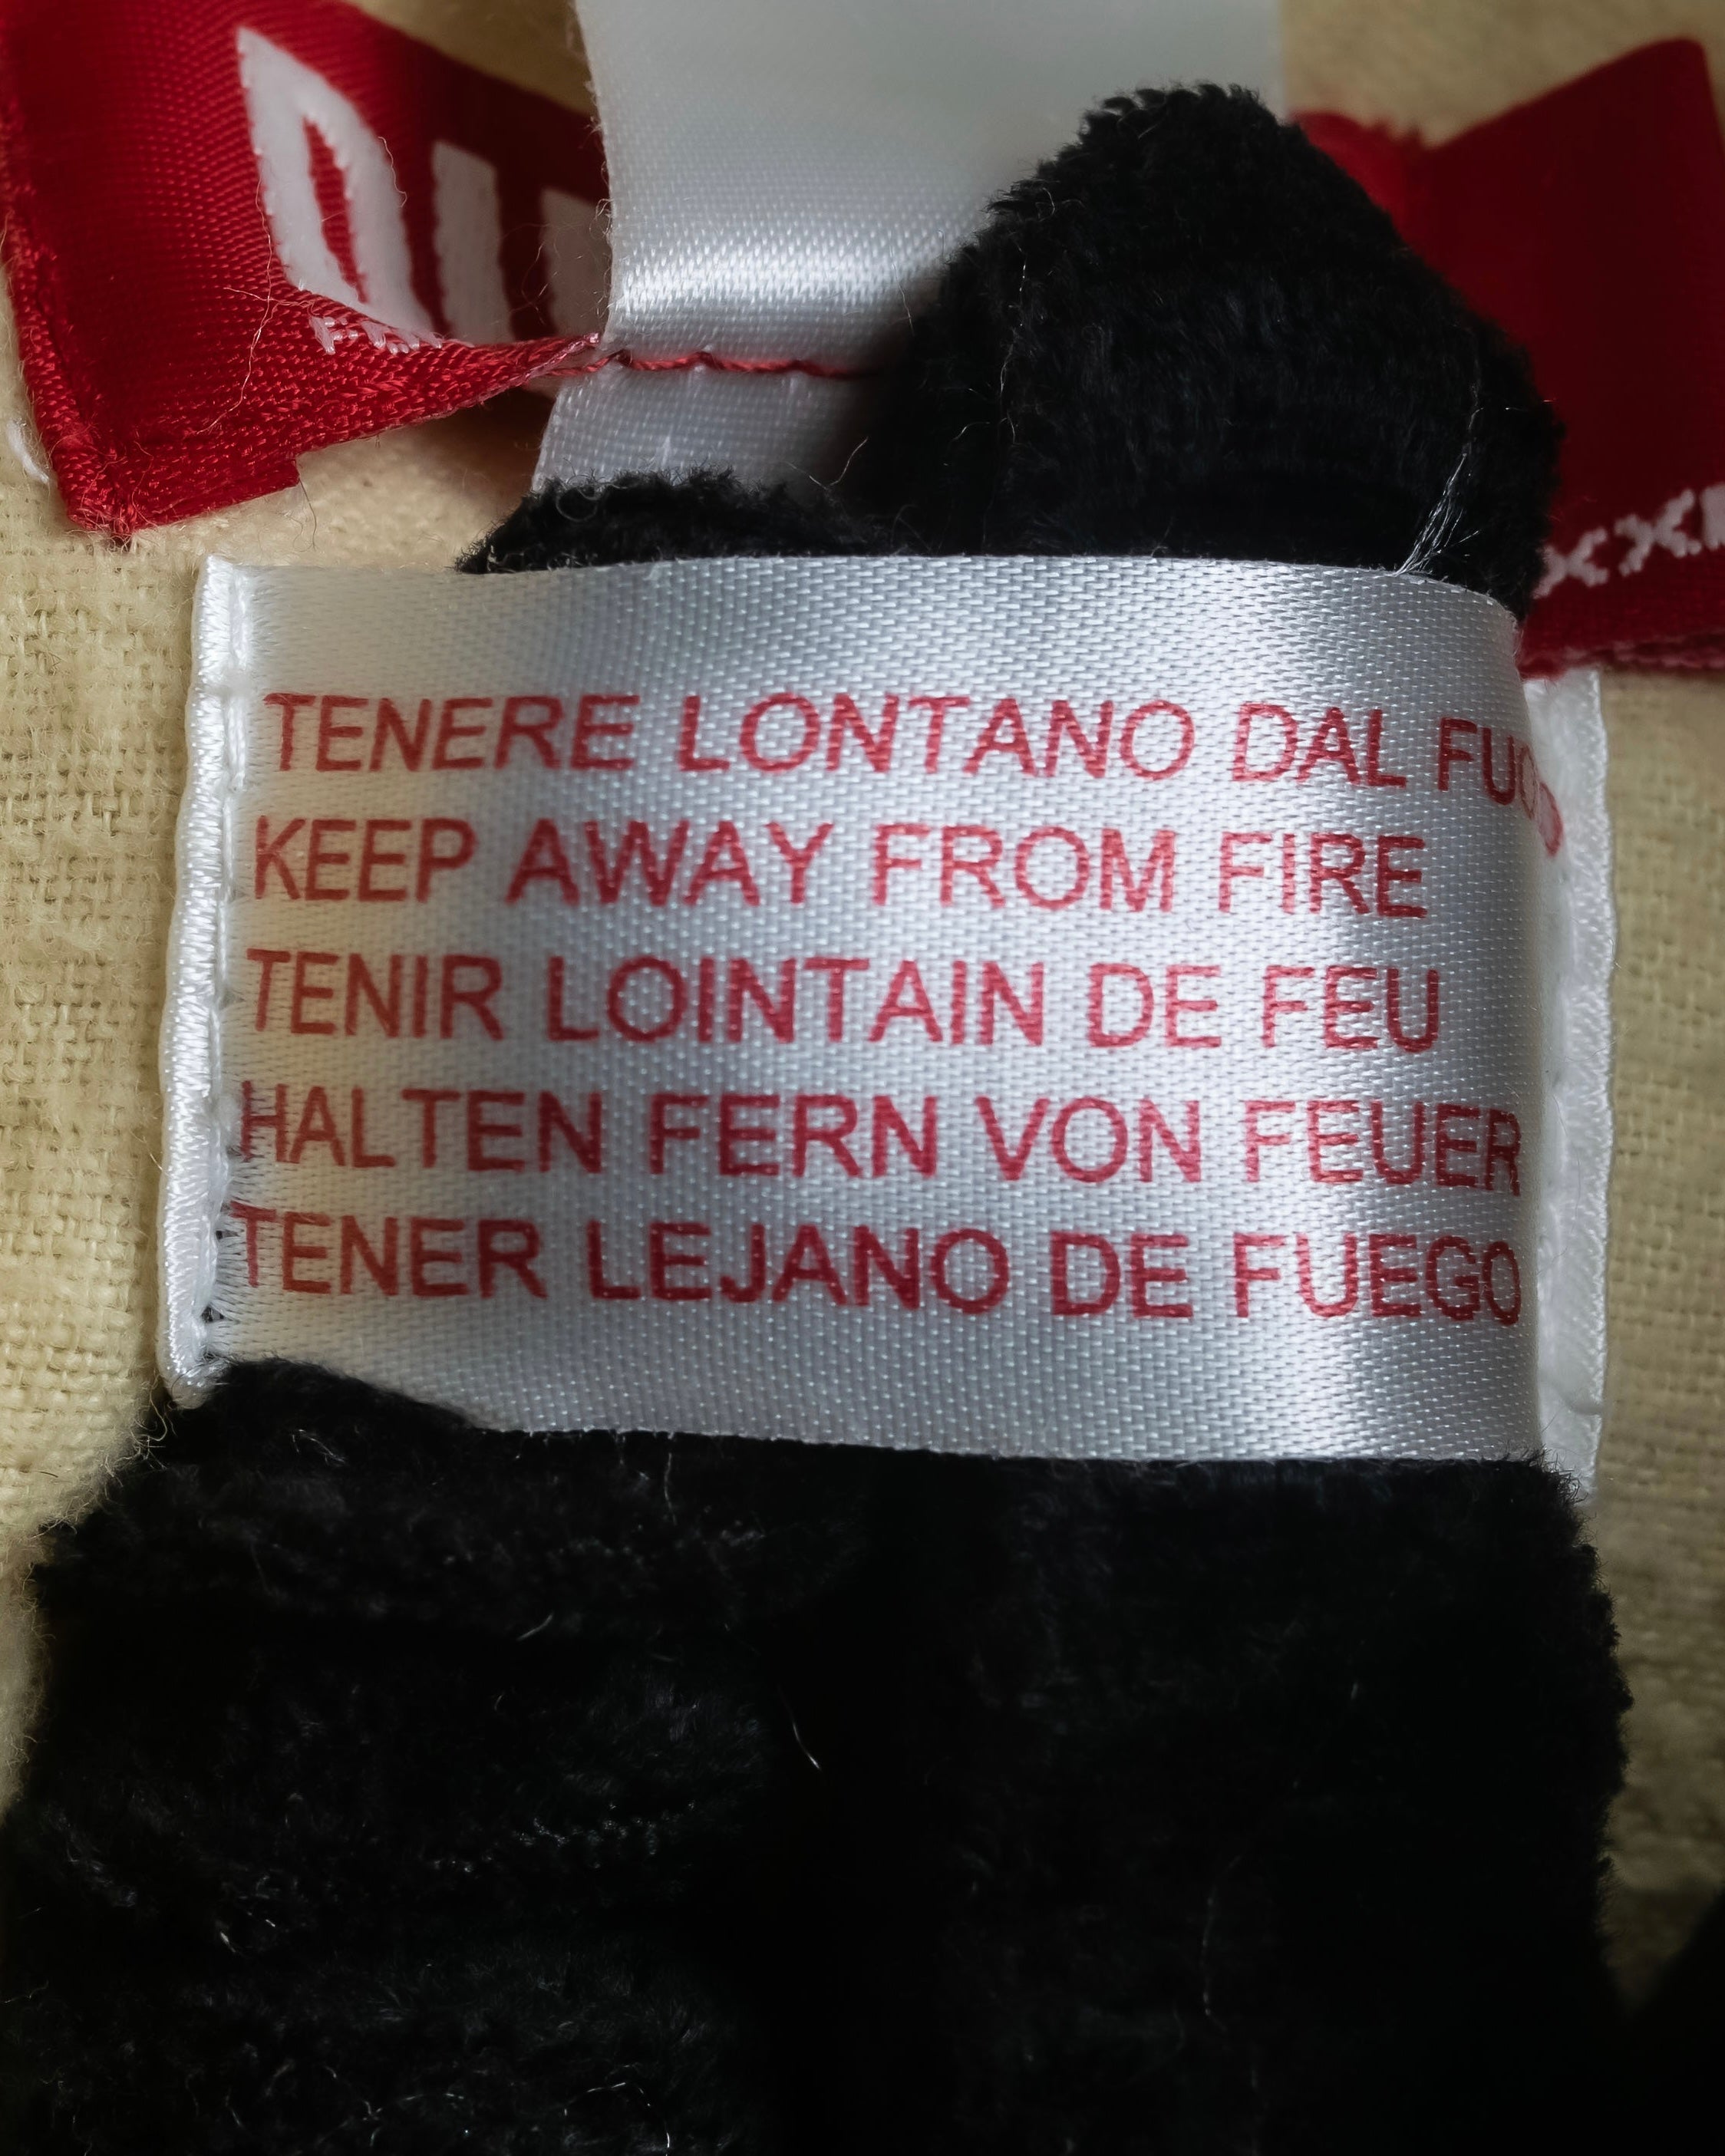 TENERE LONTANO DAL FUOCO
KEEP AWAY FROM FIRE
TENIR LOINTAIN DE FEU
HALTEN FERN VON FEUER
TENER LEJANO DE FUEGO